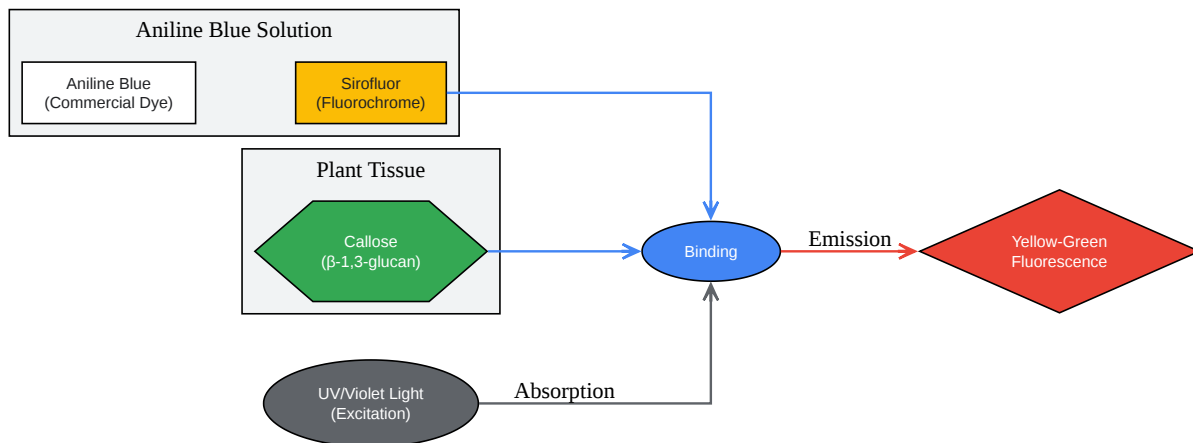 Aniline Blue Solution
Aniline Blue
(Commercial Dye)
Sirofluor
(Fluorochrome)
Plant Tissue
Callose
(β-1,3-glucan)
Binding
Emission
Yellow-Green
Fluorescence
UV/Violet Light
(Excitation)
Absorption